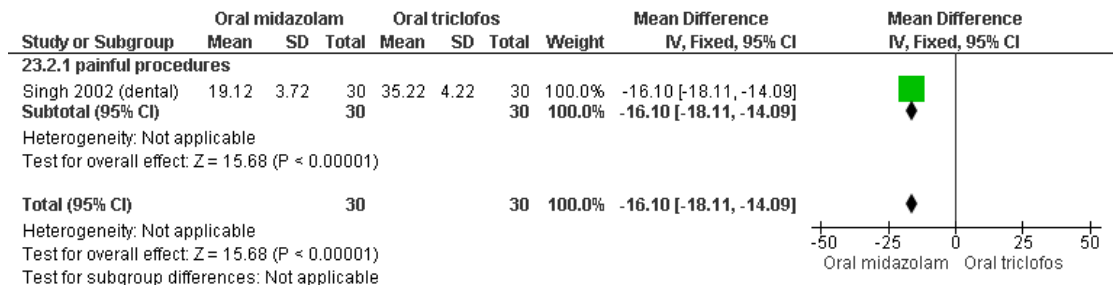 Oral midazolam Oral triclofos Mean Difference Mean Difference
Study or Subgroup Mean SD Total Mean SD Total Weight IV, Fixed, 95% CI IV, Fixed, 95% CI
23.2.1 painful procedures
Singh 2002 (dental) 19.12 3.72 30 35.22 4.22 30 100.0% -16.10 [-18.11, -14.09]
Subtotal (95% CI) 30 30 100.0% -16.10 [-18.11, -14.09]
Heterogeneity: Not applicable
Test for overall effect: Z = 15.68 (P < 0.00001)
Total (95% CI) 30 30 100.0% -16.10 [-18.11, -14.09]
Heterogeneity: Not applicable
Test for overall effect: Z = 15.68 (P < 0.00001)
Test for subgroup differences: Not applicable
-50 -25 0 25 50
Oral midazolam Oral triclofos